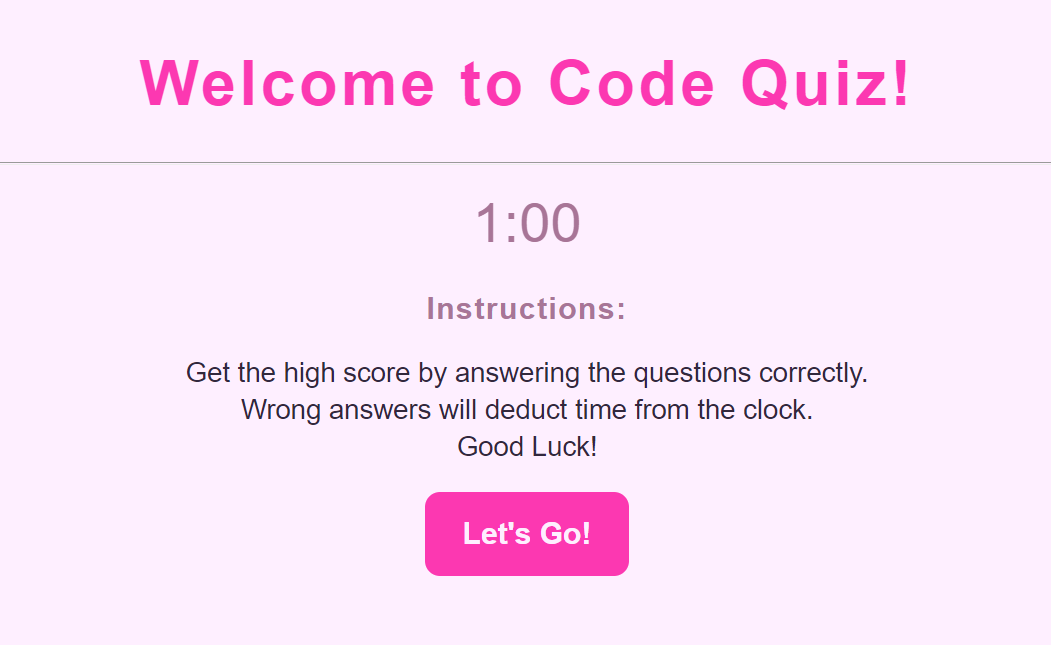 Welcome to Code Quiz!
1:00
Instructions:
Get the high score by answering the questions correctly.
Wrong answers will deduct time from the clock.
Good Luck!
Let's Go!